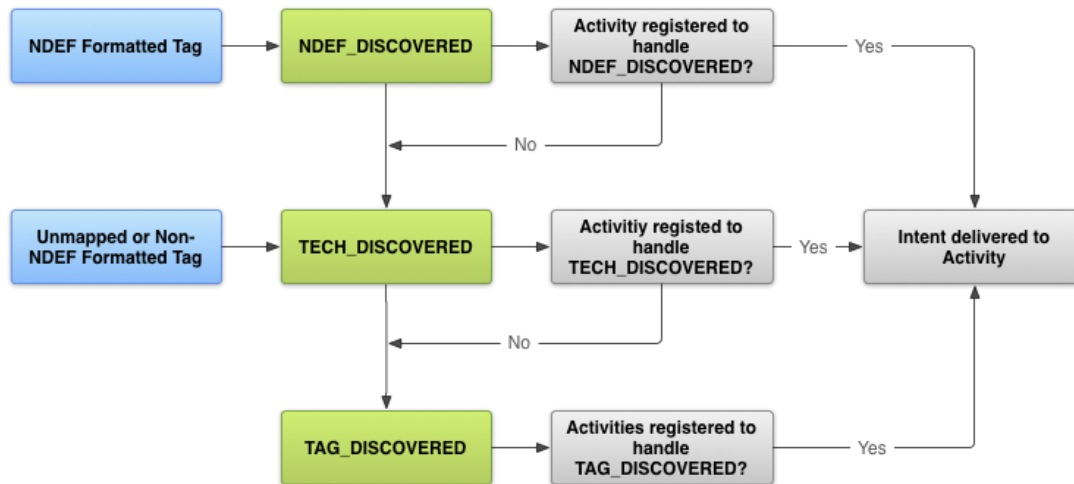 NDEF Formatted Tag
NDEF_DISCOVERED
Activity registered to
handle
NDEF_DISCOVERED?
Yes
No
Unmapped or Non-
NDEF Formatted Tag
TECH_DISCOVERED
Activitiy registed to
handle
TECH_DISCOVERED?
Yes
Intent delivered to
Activity
No
TAG_DISCOVERED
Activities registered to
handle
TAG_DISCOVERED?
Yes